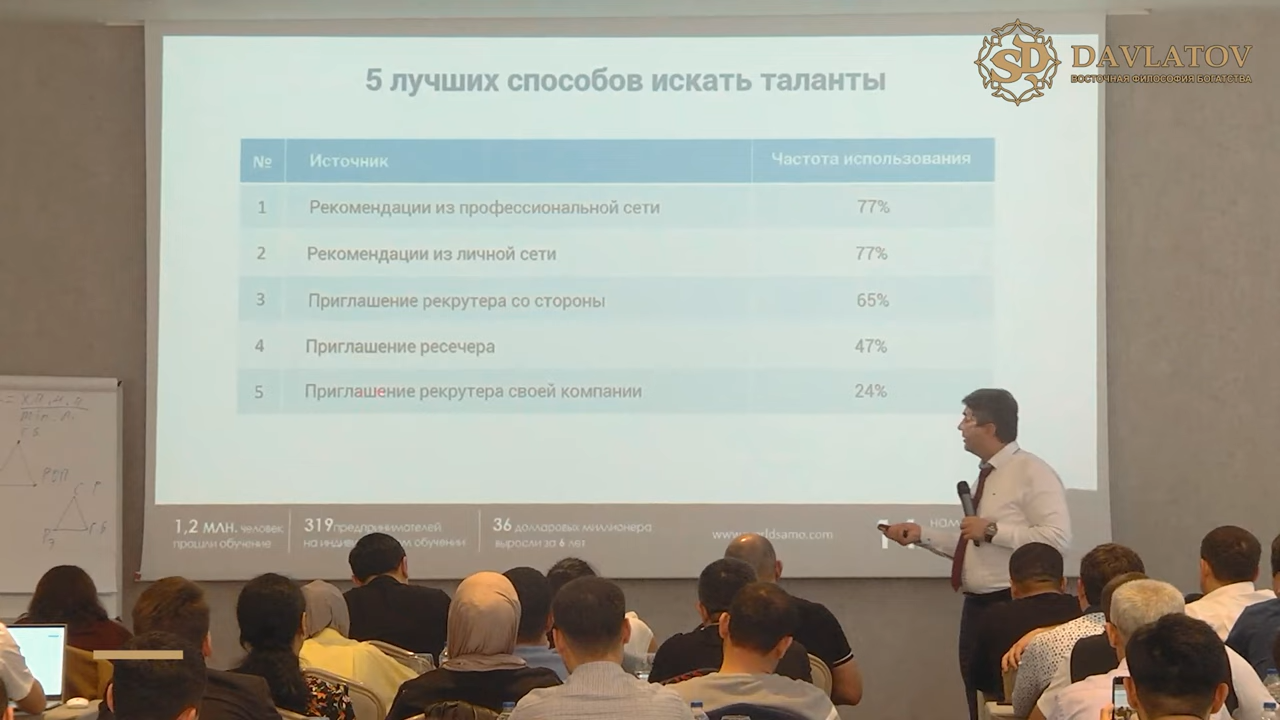 DAVLATOV
ВОСТОЧНАЯ ФИЛОСОФИЯ БОГАТСТВА
5 лучших способов искать таланты
№ Источник Частота использования
1 Рекомендации из профессиональной сети 77%
2 Рекомендации из личной сети 77%
3 Приглашение рекрутера со стороны 65%
4 Приглашение ресечера 47%
5 Приглашение рекрутера своей компании 24%
1,2 МЛН. человек
прошли обучение
319 предпринимателей
на обучении
36 долларовых миллионера
выросли за 6 лет